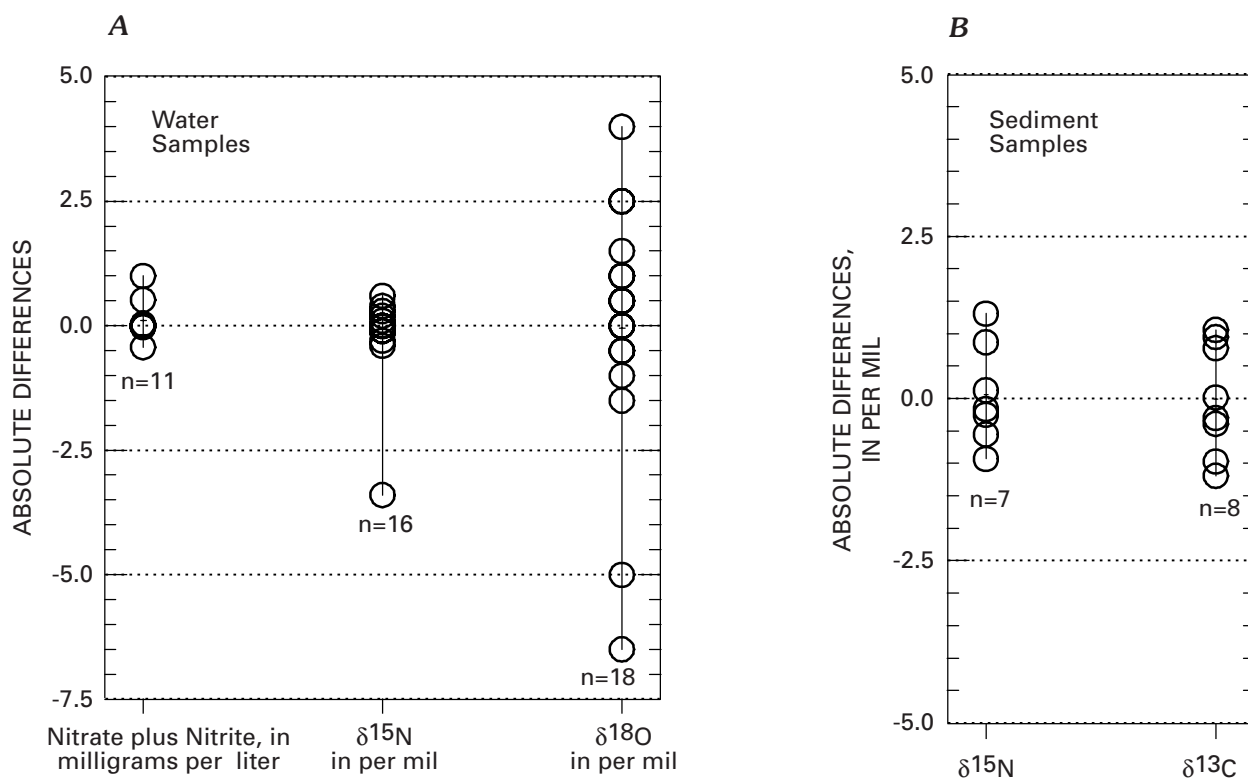 A
ABSOLUTE DIFFERENCES
5.0
2.5
0.0
-2.5
-5.0
-7.5
Water
Samples
n=11
n=16
n=18
Nitrate plus Nitrite, in
milligrams per liter
δ15N
in per mil
δ18O
in per mil
B
ABSOLUTE DIFFERENCES,
IN PER MIL
5.0
2.5
0.0
-2.5
-5.0
Sediment
Samples
n=7
n=8
δ15N
δ13C